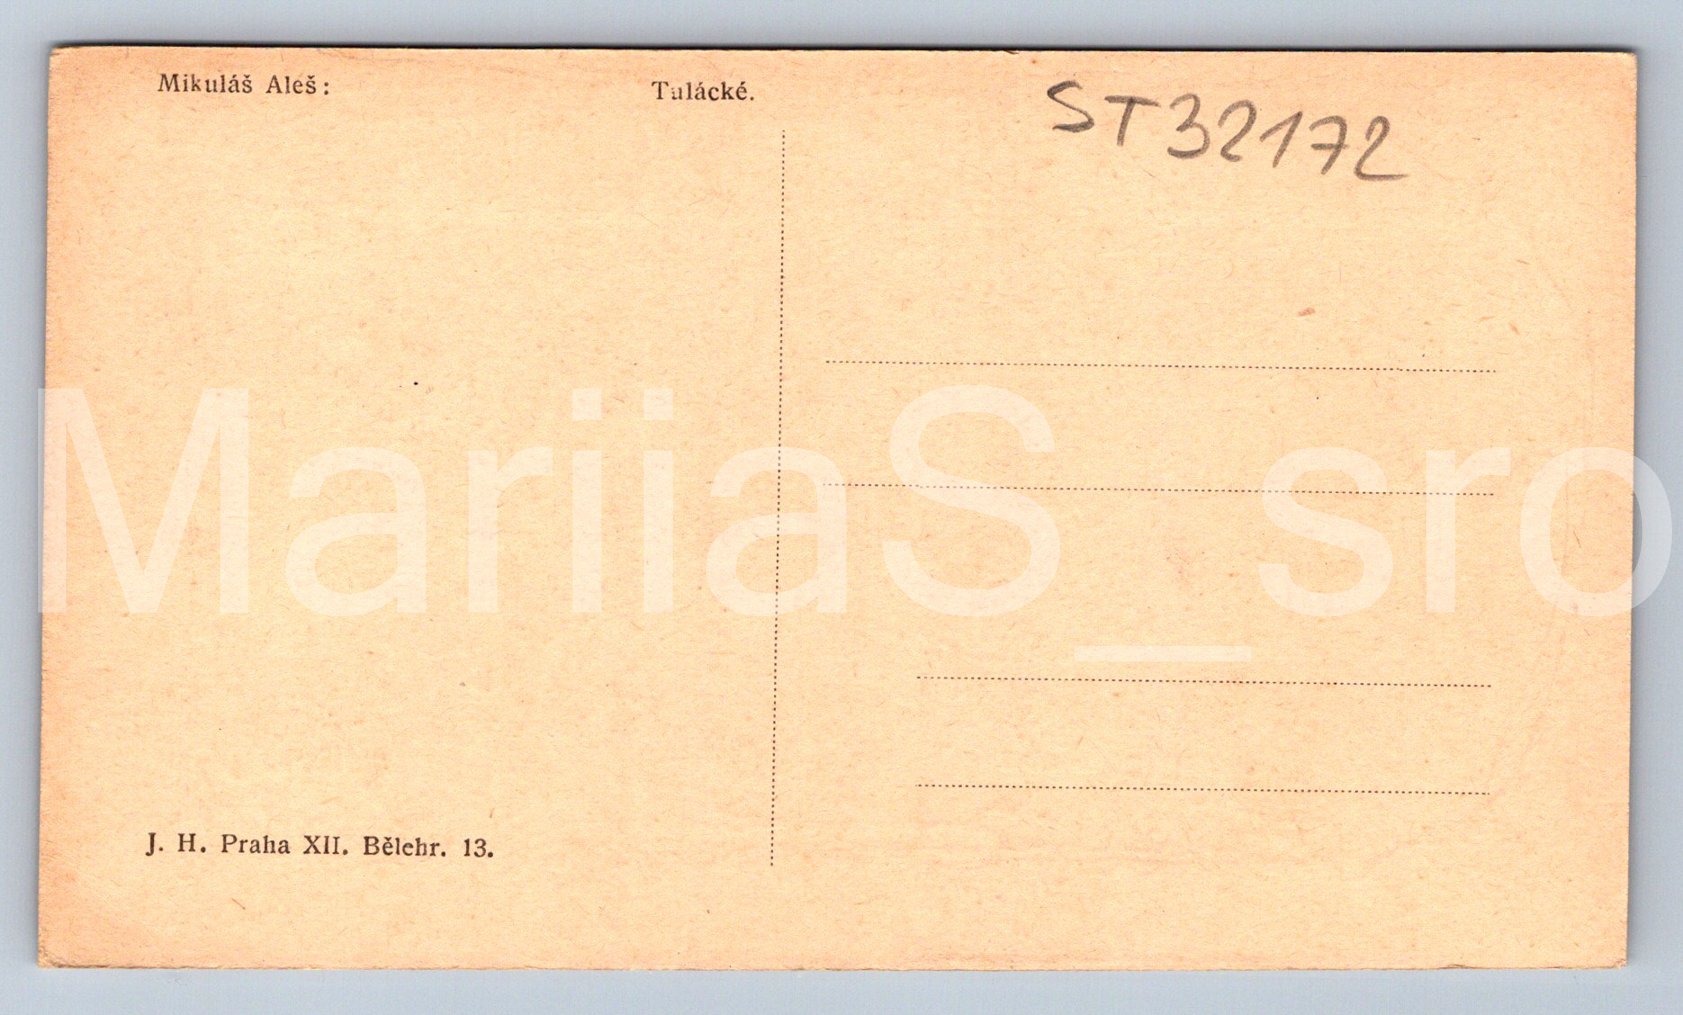 Mikuláš Aleš:
Tulácké.
ST32172
MariiaS_sro
J. H. Praha XII. Bělehr. 13.